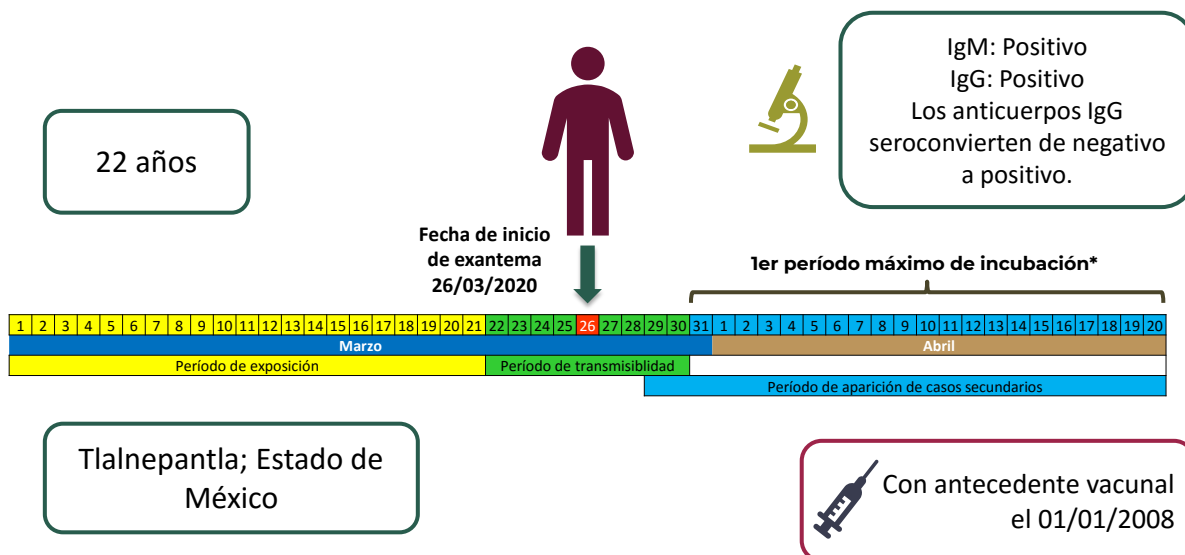 22 años
IgM: Positivo
IgG: Positivo
Los anticuerpos IgG
seroconvierten de negativo
a positivo.
Fecha de inicio
de exantema
26/03/2020
1er período máximo de incubación*
1 2 3 4 5 6 7 8 9 10 11 12 13 14 15 16 17 18 19 20 21 22 23 24 25 26 27 28 29 30 31 1 2 3 4 5 6 7 8 9 10 11 12 13 14 15 16 17 18 19 20
Marzo Abril
Período de exposición Período de transmisiblidad
Período de aparición de casos secundarios
Tlalnepantla; Estado de
México
Con antecedente vacunal
el 01/01/2008